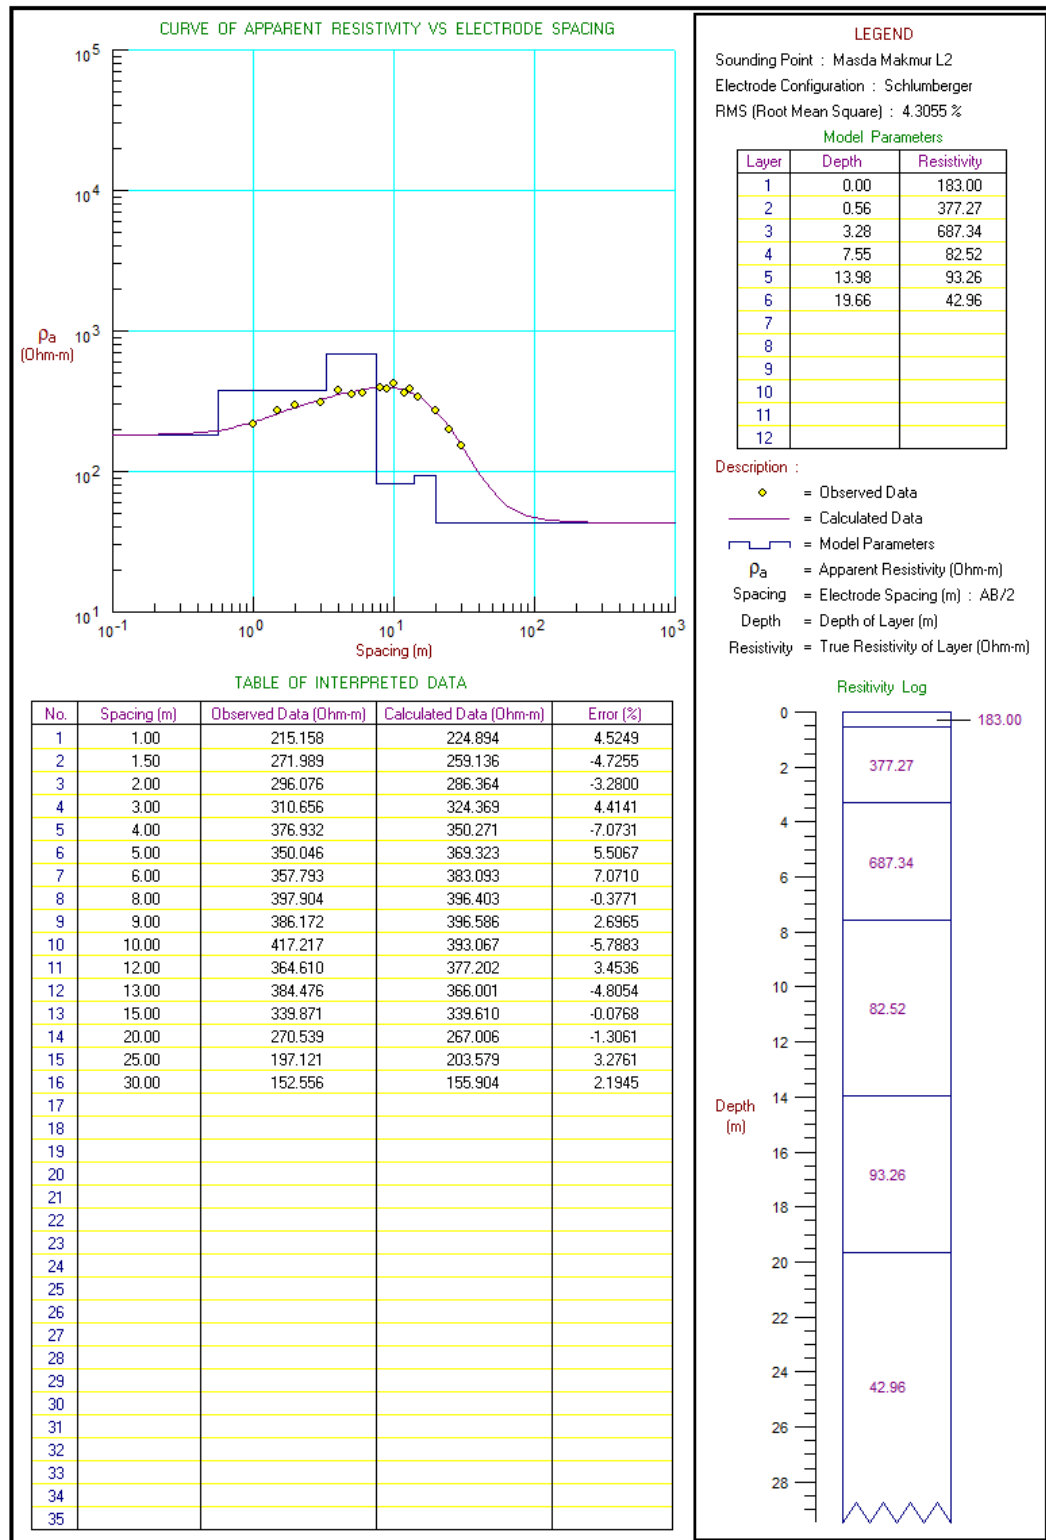 CURVE OF APPARENT RESISTIVITY VS ELECTRODE SPACING
10^5
10^4
10^3
10^2
10^1
ρa
(Ohm-m)
10^-1 10^0 10^1 10^2 10^3
Spacing (m)
LEGEND
Sounding Point : Masda Makmur L2
Electrode Configuration : Schlumberger
RMS (Root Mean Square) : 4.3055 %
Model Parameters
Layer Depth Resistivity
1 0.00 183.00
2 0.56 377.27
3 3.28 687.34
4 7.55 82.52
5 13.98 93.26
6 19.66 42.96
7
8
9
10
11
12
Description :
= Observed Data
= Calculated Data
= Model Parameters
ρa = Apparent Resistivity (Ohm-m)
Spacing = Electrode Spacing (m) : AB/2
Depth = Depth of Layer (m)
Resistivity = True Resistivity of Layer (Ohm-m)
TABLE OF INTERPRETED DATA
No. Spacing (m) Observed Data (Ohm-m) Calculated Data (Ohm-m) Error (%)
1 1.00 215.158 224.894 4.5249
2 1.50 271.989 259.136 -4.7255
3 2.00 296.076 286.364 -3.2800
4 3.00 310.656 324.369 4.4141
5 4.00 376.932 350.271 -7.0731
6 5.00 350.046 369.323 5.5067
7 6.00 357.793 383.093 7.0710
8 8.00 397.904 396.403 -0.3771
9 9.00 386.172 396.586 2.6965
10 10.00 417.217 393.067 -5.7883
11 12.00 364.610 377.202 3.4536
12 13.00 384.476 366.001 -4.8054
13 15.00 339.871 339.610 -0.0768
14 20.00 270.539 267.006 -1.3061
15 25.00 197.121 203.579 3.2761
16 30.00 152.556 155.904 2.1945
17
18
19
20
21
22
23
24
25
26
27
28
29
30
31
32
33
34
35
Resitivity Log
0
2
4
6
8
10
12
14
16
18
20
22
24
26
28
Depth
(m)
183.00
377.27
687.34
82.52
93.26
42.96